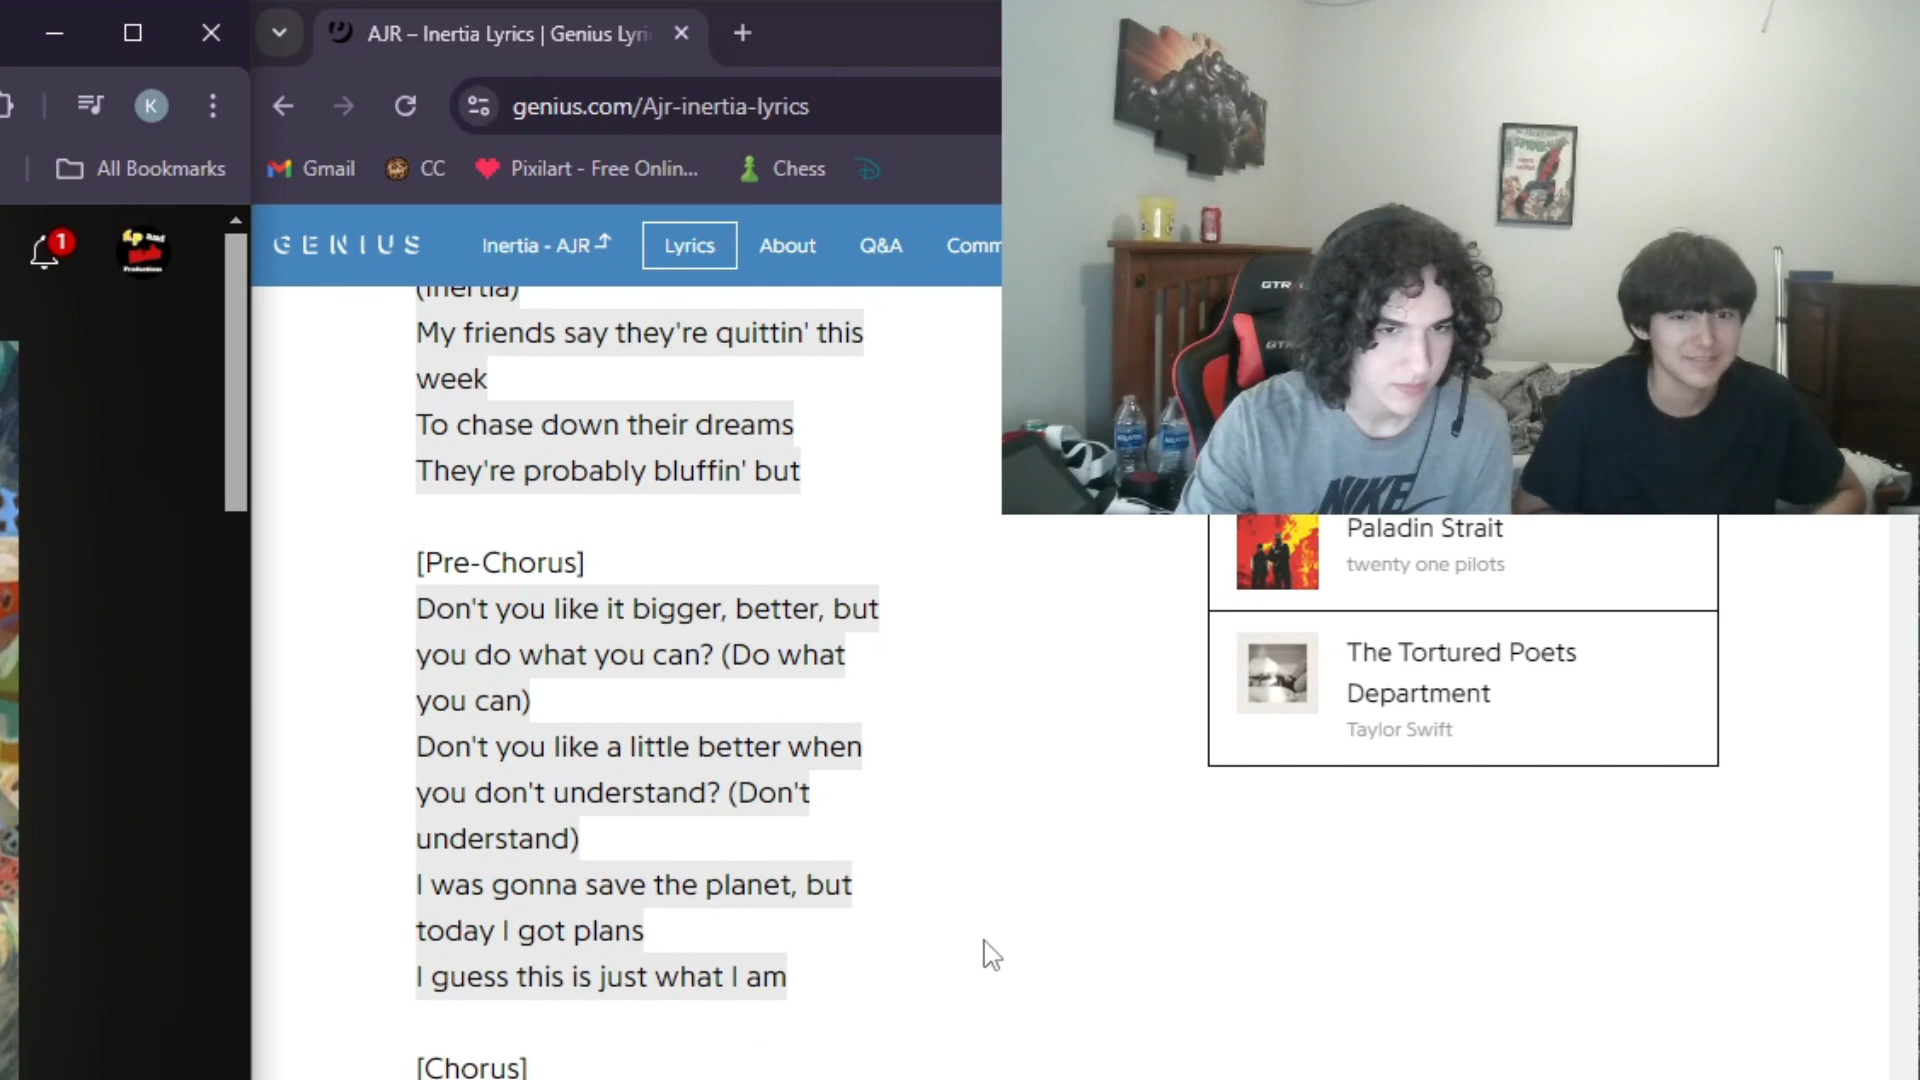 AJR – Inertia Lyrics | Genius Lyri
genius.com/Ajr-inertia-lyrics
K
All Bookmarks
Gmail
CC
Pixilart - Free Onlin...
Chess
1
GENIUS
Inertia - AJR
Lyrics
About
Q&A
Comm
(Inertia)
My friends say they're quittin' this
week
To chase down their dreams
They're probably bluffin' but
[Pre-Chorus]
Don't you like it bigger, better, but
you do what you can? (Do what
you can)
Don't you like a little better when
you don't understand? (Don't
understand)
I was gonna save the planet, but
today I got plans
I guess this is just what I am
[Chorus]
NIKE
Paladin Strait
twenty one pilots
The Tortured Poets
Department
Taylor Swift